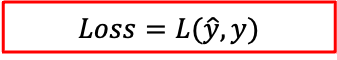 Loss = L(ŷ, y)